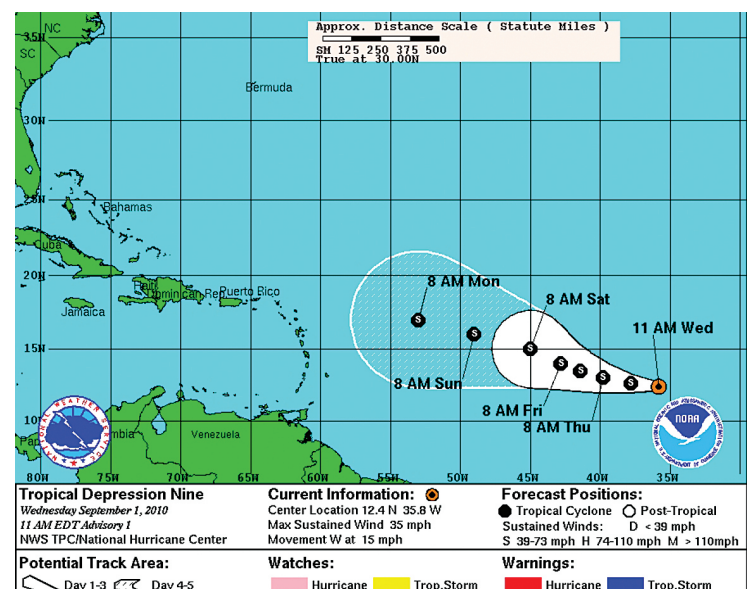 Approx. Distance Scale ( Statute Miles )
SM 125 250 375 500
True at 30.00N
NC
35N
SC
Bermuda
30N
25N
Bahamas
Cuba
20N
Haiti
Dominican Rep
Puerto Rico
Jamaica
8 AM Mon
8 AM Sat
11 AM Wed
S S S S S S S
15N
8 AM Sun
8 AM Fri
8 AM Thu
10N
Venezuela
NATIONAL WEATHER SERVICE
NOAA
80W 75W 70W 65W 60W 55W 50W 45W 40W 35W
Tropical Depression Nine
Wednesday September 1, 2010
11 AM EDT Advisory 1
NWS TPC/National Hurricane Center
Current Information:
Center Location 12.4 N 35.8 W
Max Sustained Wind 35 mph
Movement W at 15 mph
Forecast Positions:
Tropical Cyclone Post-Tropical
Sustained Winds: D < 39 mph
S 39-73 mph H 74-110 mph M > 110mph
Potential Track Area:
Day 1-3 Day 4-5
Watches:
Hurricane Trop.Storm
Warnings:
Hurricane Trop.Storm